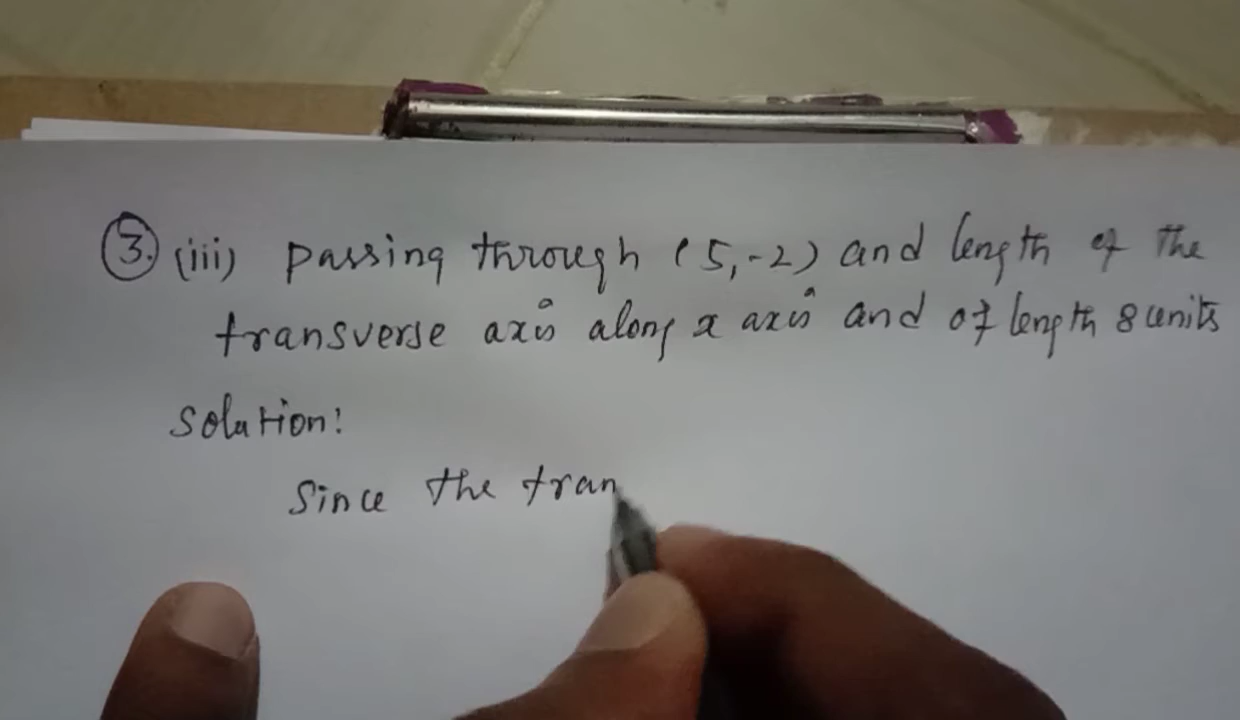 3. (iii) passing through (5,-2) and length of the
transverse axis along x axis and of length 8 units
Solution:
Since the tran